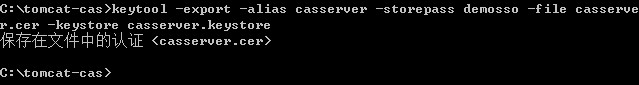 C:\tomcat-cas>keytool -export -alias casserver -storepass demosso -file casserve
r.cer -keystore casserver.keystore
保存在文件中的认证 <casserver.cer>
C:\tomcat-cas>